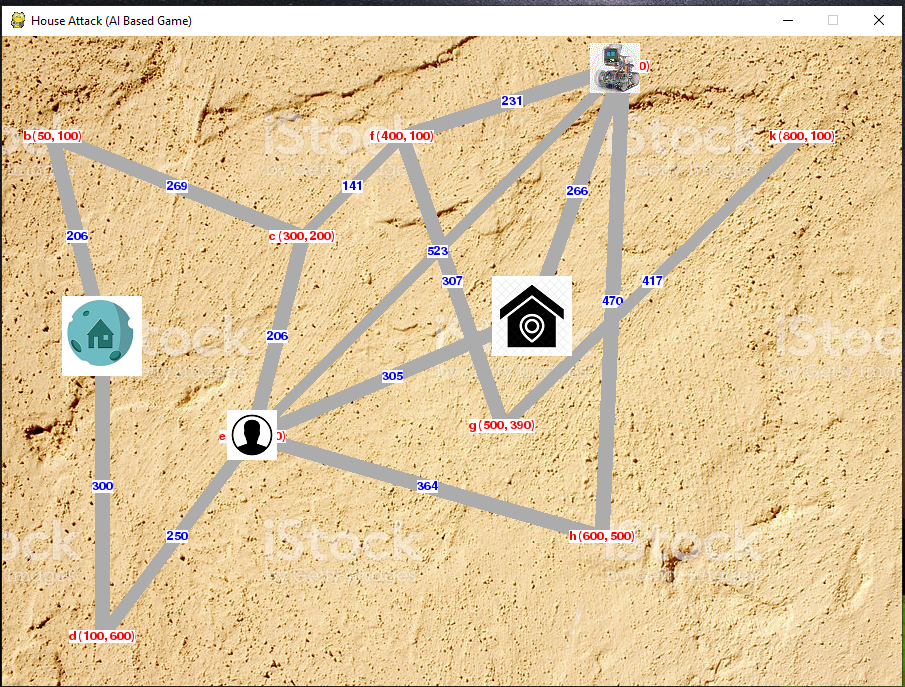 House Attack (AI Based Game)
0)
231
b(50,100)
f(400,100)
k(800,100)
269
141
266
206
c(300,200)
523
307
417
470
206
305
g(500,390)
e
0)
300
364
250
h(600,500)
d(100,600)
iStock
iStock
iStock
iStock